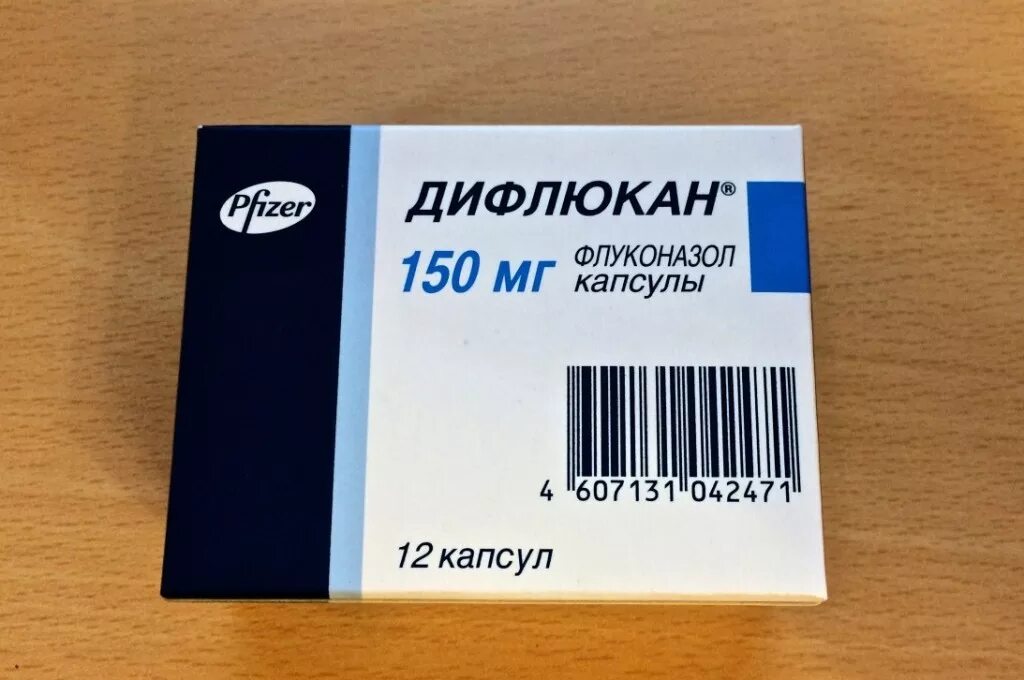 Pfizer
ДИФЛЮКАН®
150 мг
ФЛУКОНАЗОЛ
капсулы
4 607131 042471
12 капсул